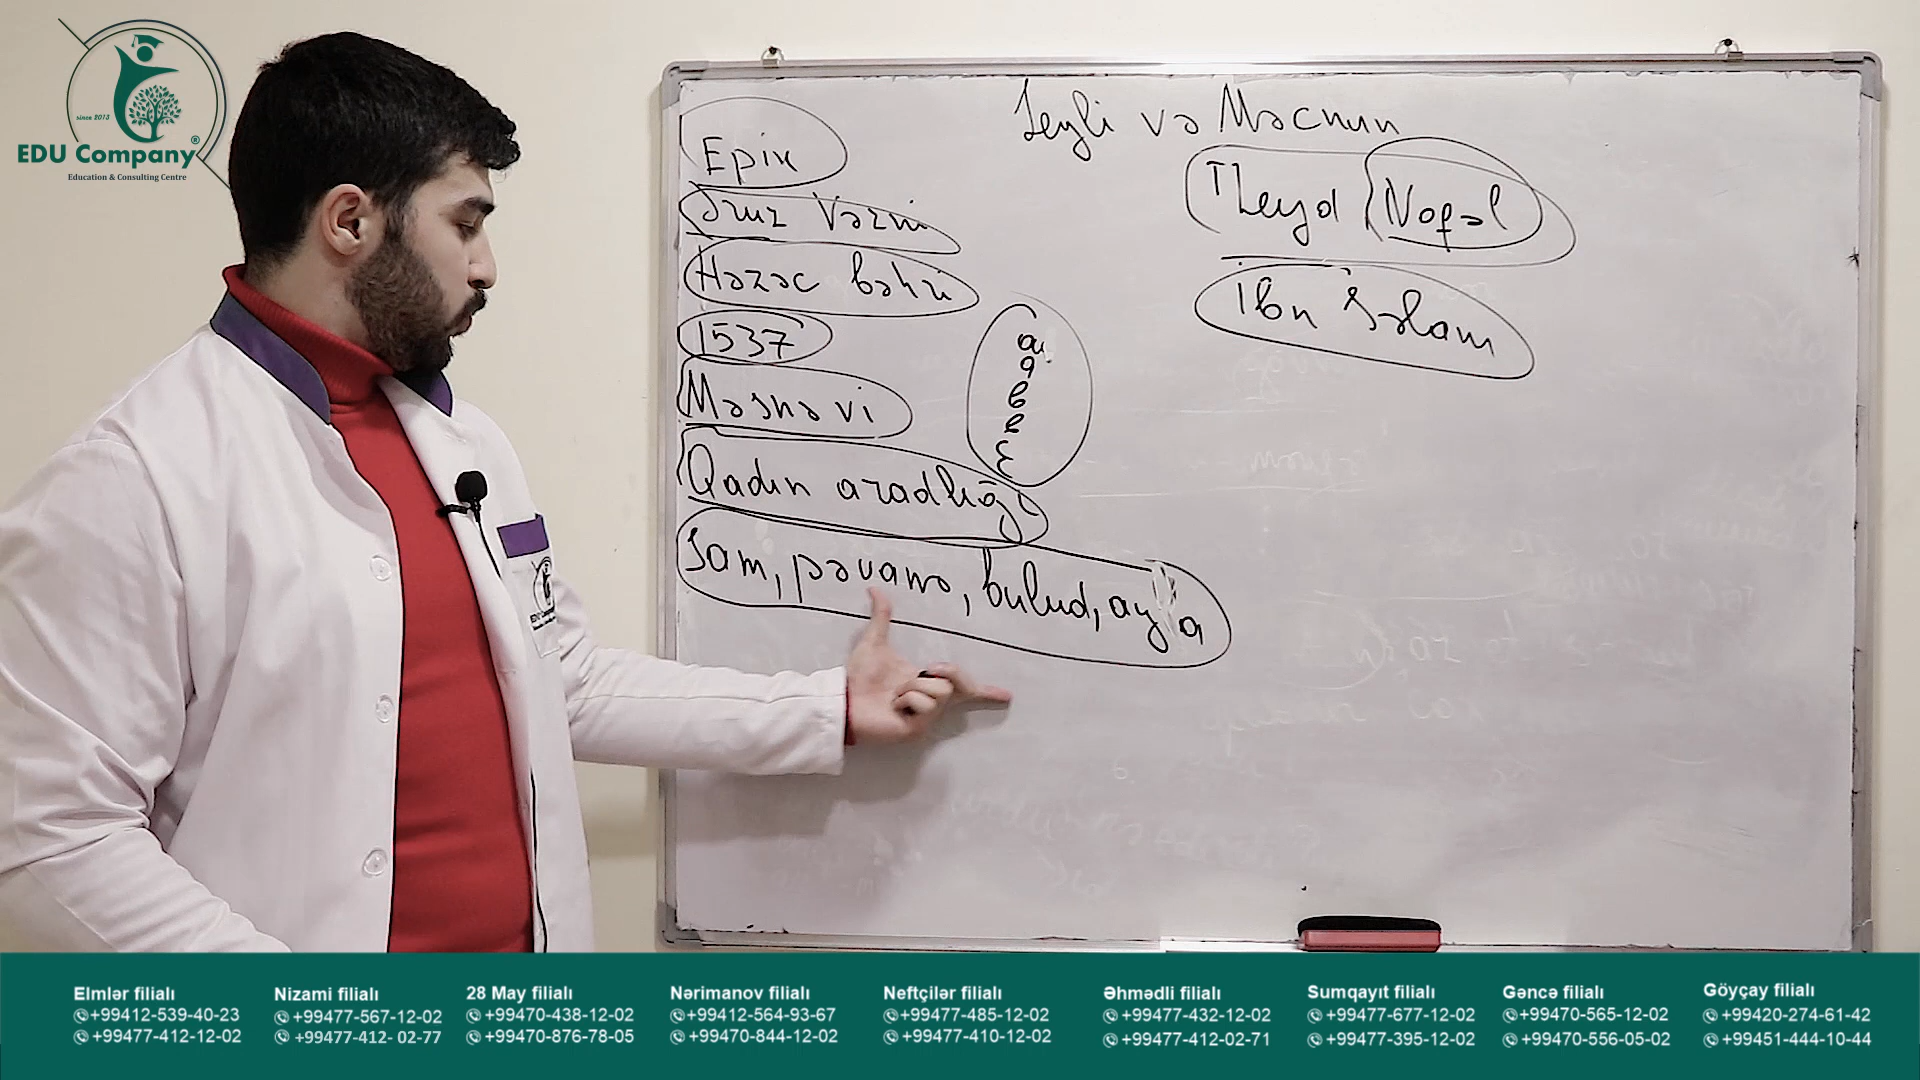 since 2013
EDU Company®
Education & Consulting Centre
Leyli və Məcnun
Epik
Əruz Vəzni
Həzəc bəhri
1537
Məsnəvi
Qadın azadlığı
Şam, pəvanə, bulud, ayla
a
a
b
b
Zeyd
Nofəl
İbn Səlam
EDU Company
Elmlər filialı
+99412-539-40-23
+99477-412-12-02
Nizami filialı
+99477-567-12-02
+99477-412- 02-77
28 May filialı
+99470-438-12-02
+99470-876-78-05
Nərimanov filialı
+99412-564-93-67
+99470-844-12-02
Neftçilər filialı
+99477-485-12-02
+99477-410-12-02
Əhmədli filialı
+99477-432-12-02
+99477-412-02-71
Sumqayıt filialı
+99477-677-12-02
+99477-395-12-02
Gəncə filialı
+99470-565-12-02
+99470-556-05-02
Göyçay filialı
+99420-274-61-42
+99451-444-10-44